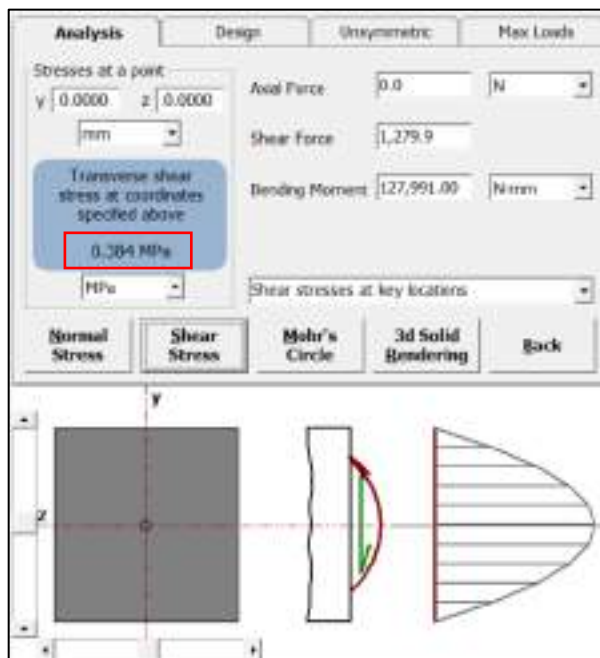 Analysis Design Unsymmetric Max Loads
Stresses at a point
y 0.0000 z 0.0000
mm
Transverse shear
stress at coordinates
specified above
0.384 MPa
MPa
Axial Force 0.0 N
Shear Force 1,279.9
Bending Moment 127,991.00 N-mm
Shear stresses at key locations
Normal Stress
Shear Stress
Mohr's Circle
3d Solid Rendering
Back
y
z